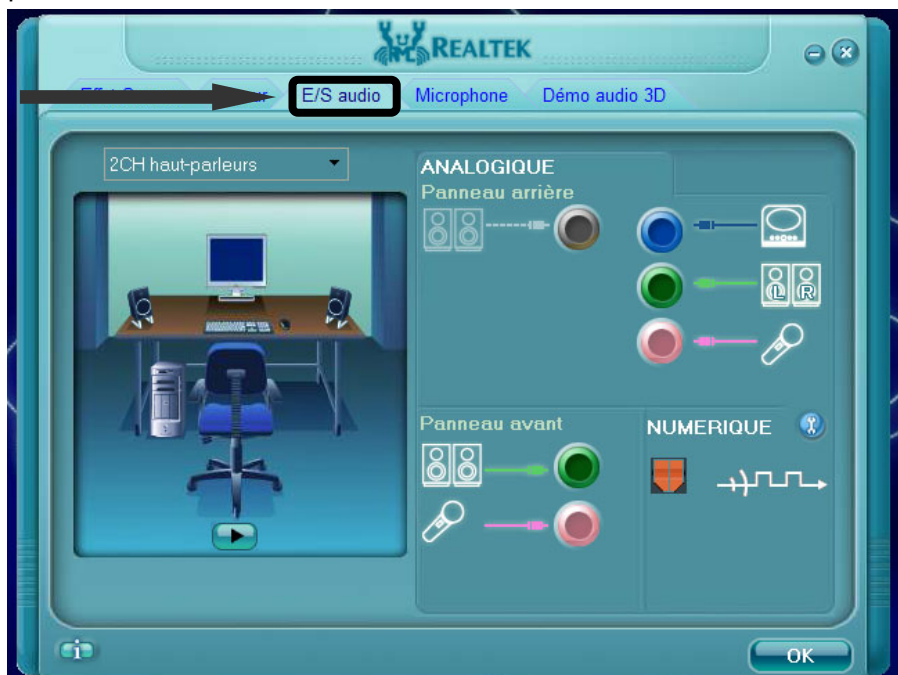 REALTEK
E/S audio
Microphone
Démo audio 3D
2CH haut-parleurs
ANALOGIQUE
Panneau arrière
L R
Panneau avant
NUMERIQUE
OK